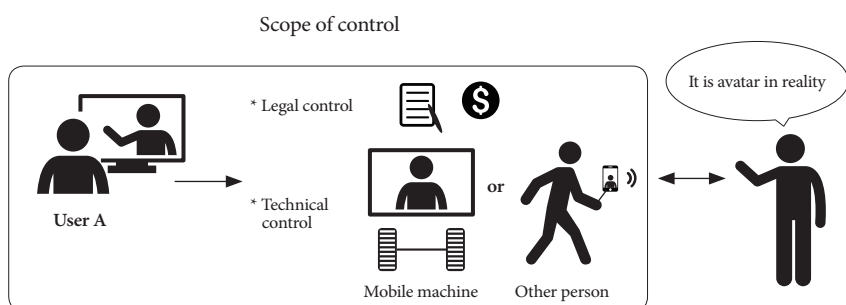 Scope of control
It is avatar in reality
* Legal control
$
or
* Technical
control
User A
Mobile machine
Other person